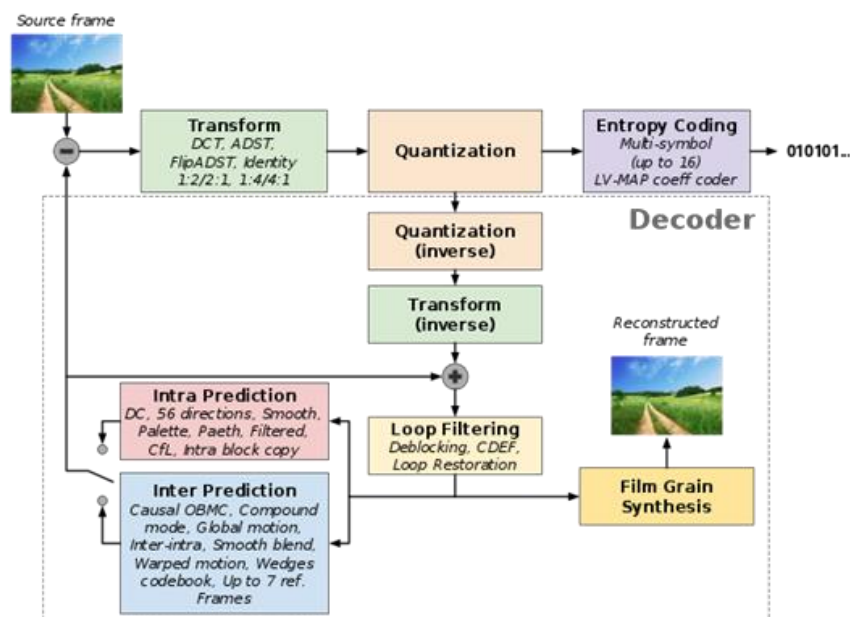 Source frame
Transform
DCT, ADST,
FlipADST, Identity
1:2/2:1, 1:4/4:1
Quantization
Entropy Coding
Multi-symbol
(up to 16)
LV-MAP coeff coder
010101...
Decoder
Quantization
(inverse)
Transform
(inverse)
Reconstructed
frame
Intra Prediction
DC, 56 directions, Smooth,
Palette, Paeth, Filtered,
CfL, Intra block copy
Loop Filtering
Deblocking, CDEF,
Loop Restoration
Inter Prediction
Causal OBMC, Compound
mode, Global motion,
Inter-intra, Smooth blend,
Warped motion, Wedges
codebook, Up to 7 ref.
Frames
Film Grain
Synthesis